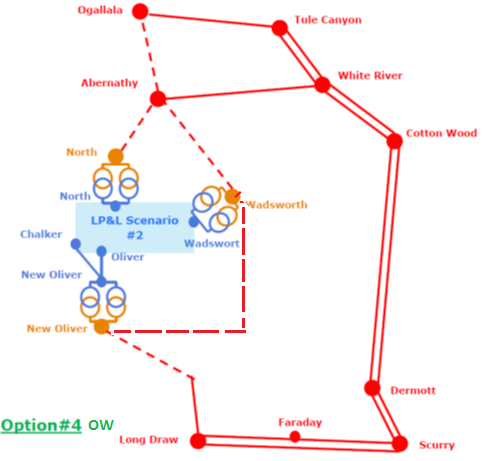 Ogallala
Tule Canyon
White River
Abernathy
Cotton Wood
North
North
LP&L Scenario
#2
Wadsworth
Wadswort
Chalker
Oliver
New Oliver
New Oliver
Dermott
Option#4 OW
Faraday
Long Draw
Scurry